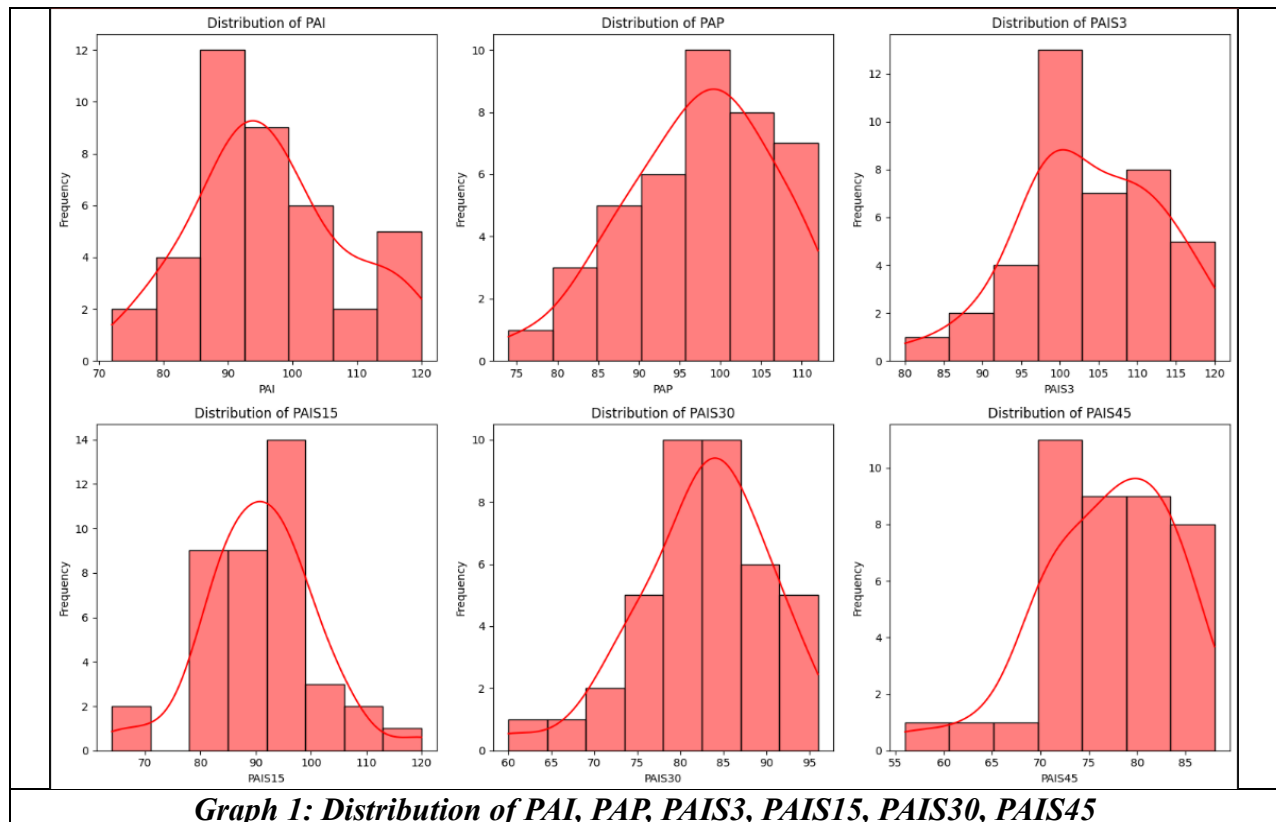 Distribution of PAI
Frequency
12
10
8
6
4
2
0
70 80 90 100 110 120
PAI
Distribution of PAP
Frequency
10
8
6
4
2
0
75 80 85 90 95 100 105 110
PAP
Distribution of PAIS3
Frequency
12
10
8
6
4
2
0
80 85 90 95 100 105 110 115 120
PAIS3
Distribution of PAIS15
Frequency
14
12
10
8
6
4
2
0
70 80 90 100 110 120
PAIS15
Distribution of PAIS30
Frequency
10
8
6
4
2
0
60 65 70 75 80 85 90 95
PAIS30
Distribution of PAIS45
Frequency
10
8
6
4
2
0
55 60 65 70 75 80 85
PAIS45
Graph 1: Distribution of PAI, PAP, PAIS3, PAIS15, PAIS30, PAIS45